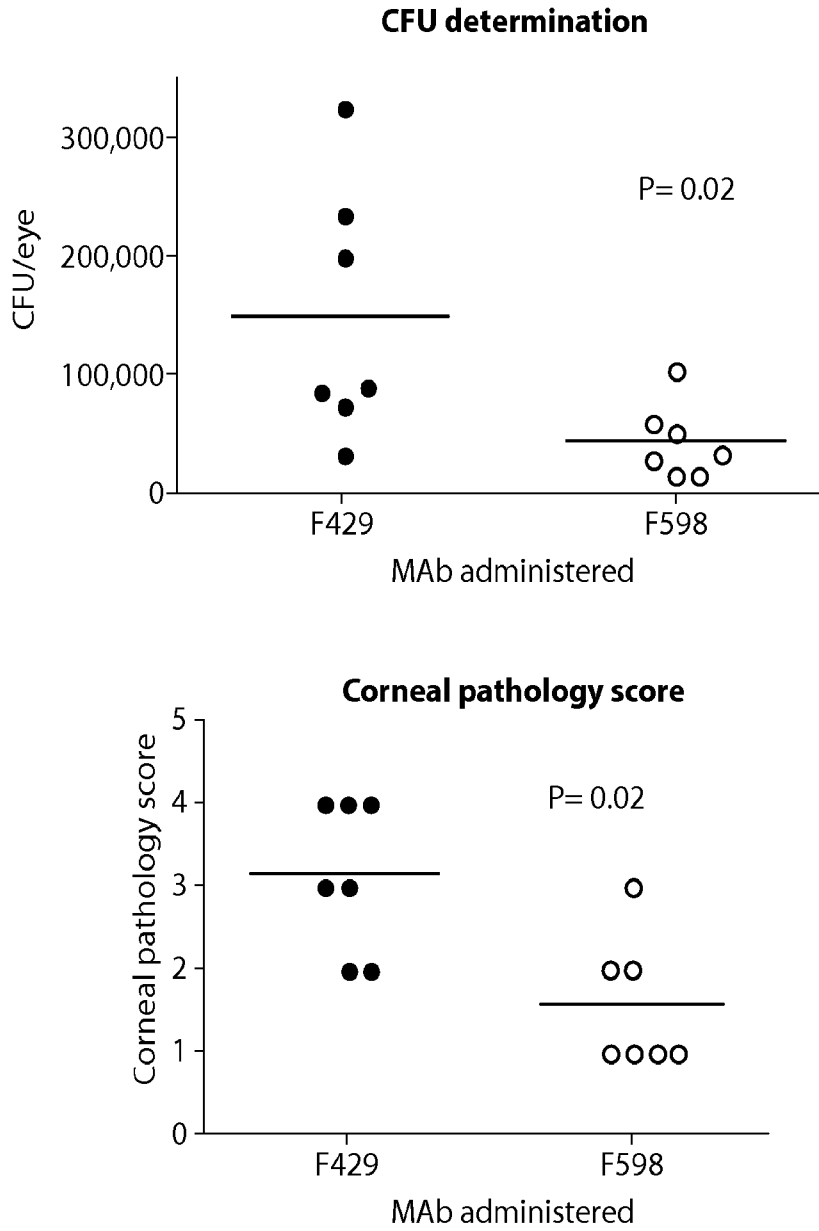 CFU determination
300,000
200,000
100,000
0
CFU/eye
P= 0.02
F429
F598
MAb administered
Corneal pathology score
5
4
3
2
1
0
Corneal pathology score
P= 0.02
F429
F598
MAb administered